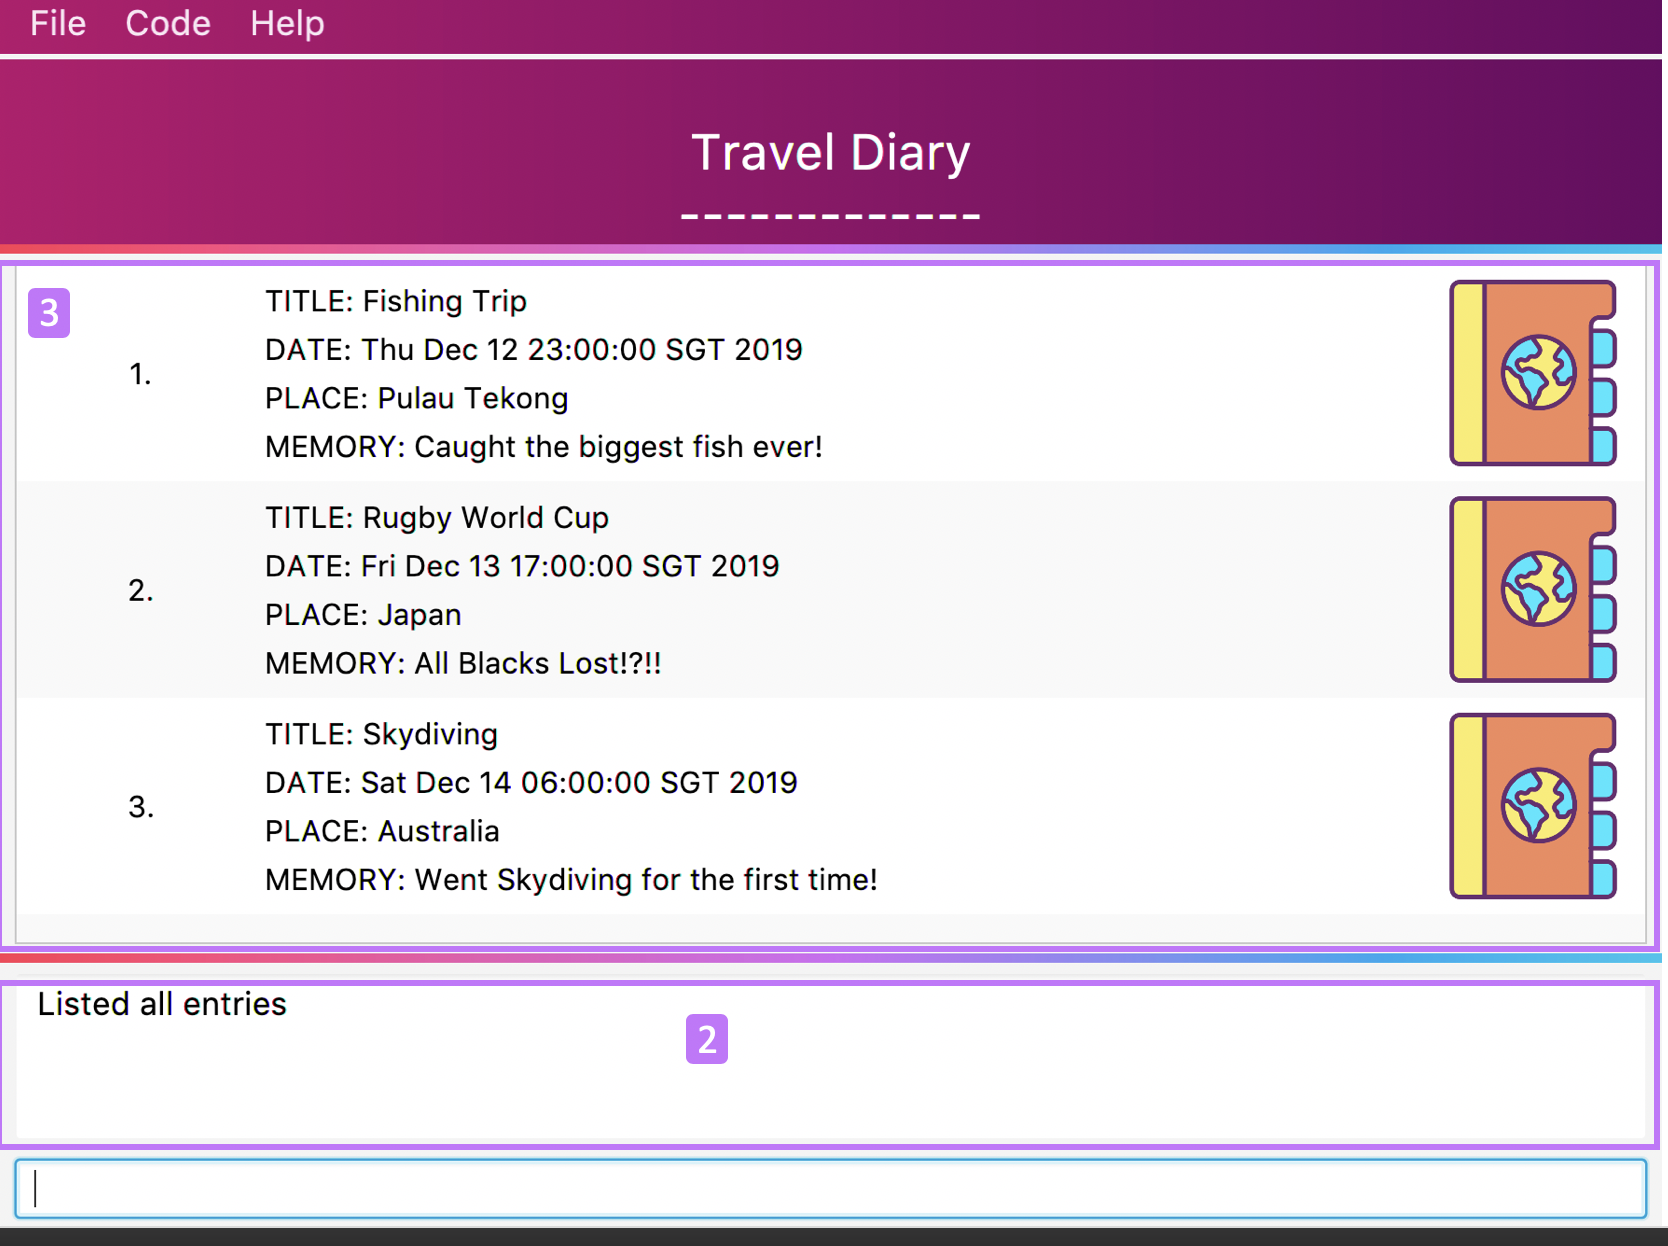 File Code Help
Travel Diary
-------------
3
1.
TITLE: Fishing Trip
DATE: Thu Dec 12 23:00:00 SGT 2019
PLACE: Pulau Tekong
MEMORY: Caught the biggest fish ever!
2.
TITLE: Rugby World Cup
DATE: Fri Dec 13 17:00:00 SGT 2019
PLACE: Japan
MEMORY: All Blacks Lost!?!!
3.
TITLE: Skydiving
DATE: Sat Dec 14 06:00:00 SGT 2019
PLACE: Australia
MEMORY: Went Skydiving for the first time!
Listed all entries
2